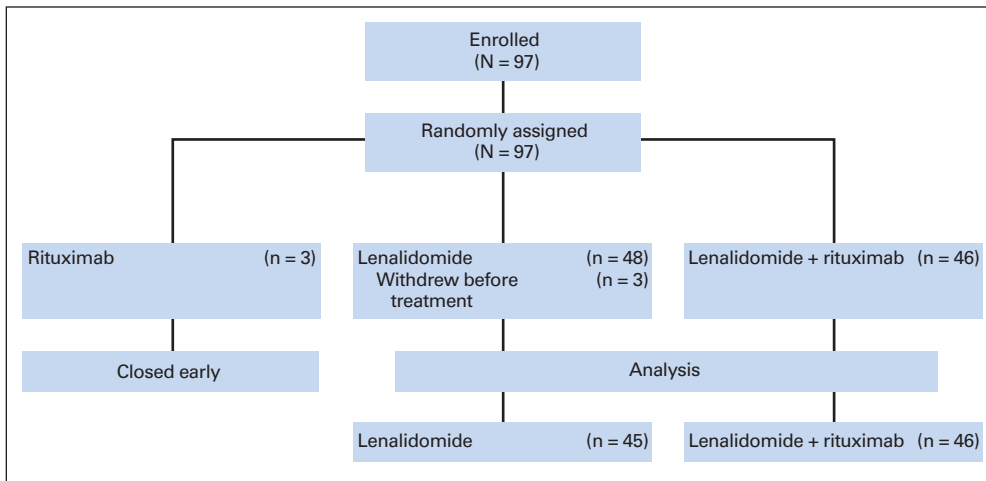 Enrolled
(N = 97)
Randomly assigned
(N = 97)
Rituximab (n = 3)
Lenalidomide (n = 48)
Withdrew before (n = 3)
treatment
Lenalidomide + rituximab (n = 46)
Closed early
Analysis
Lenalidomide (n = 45)
Lenalidomide + rituximab (n = 46)